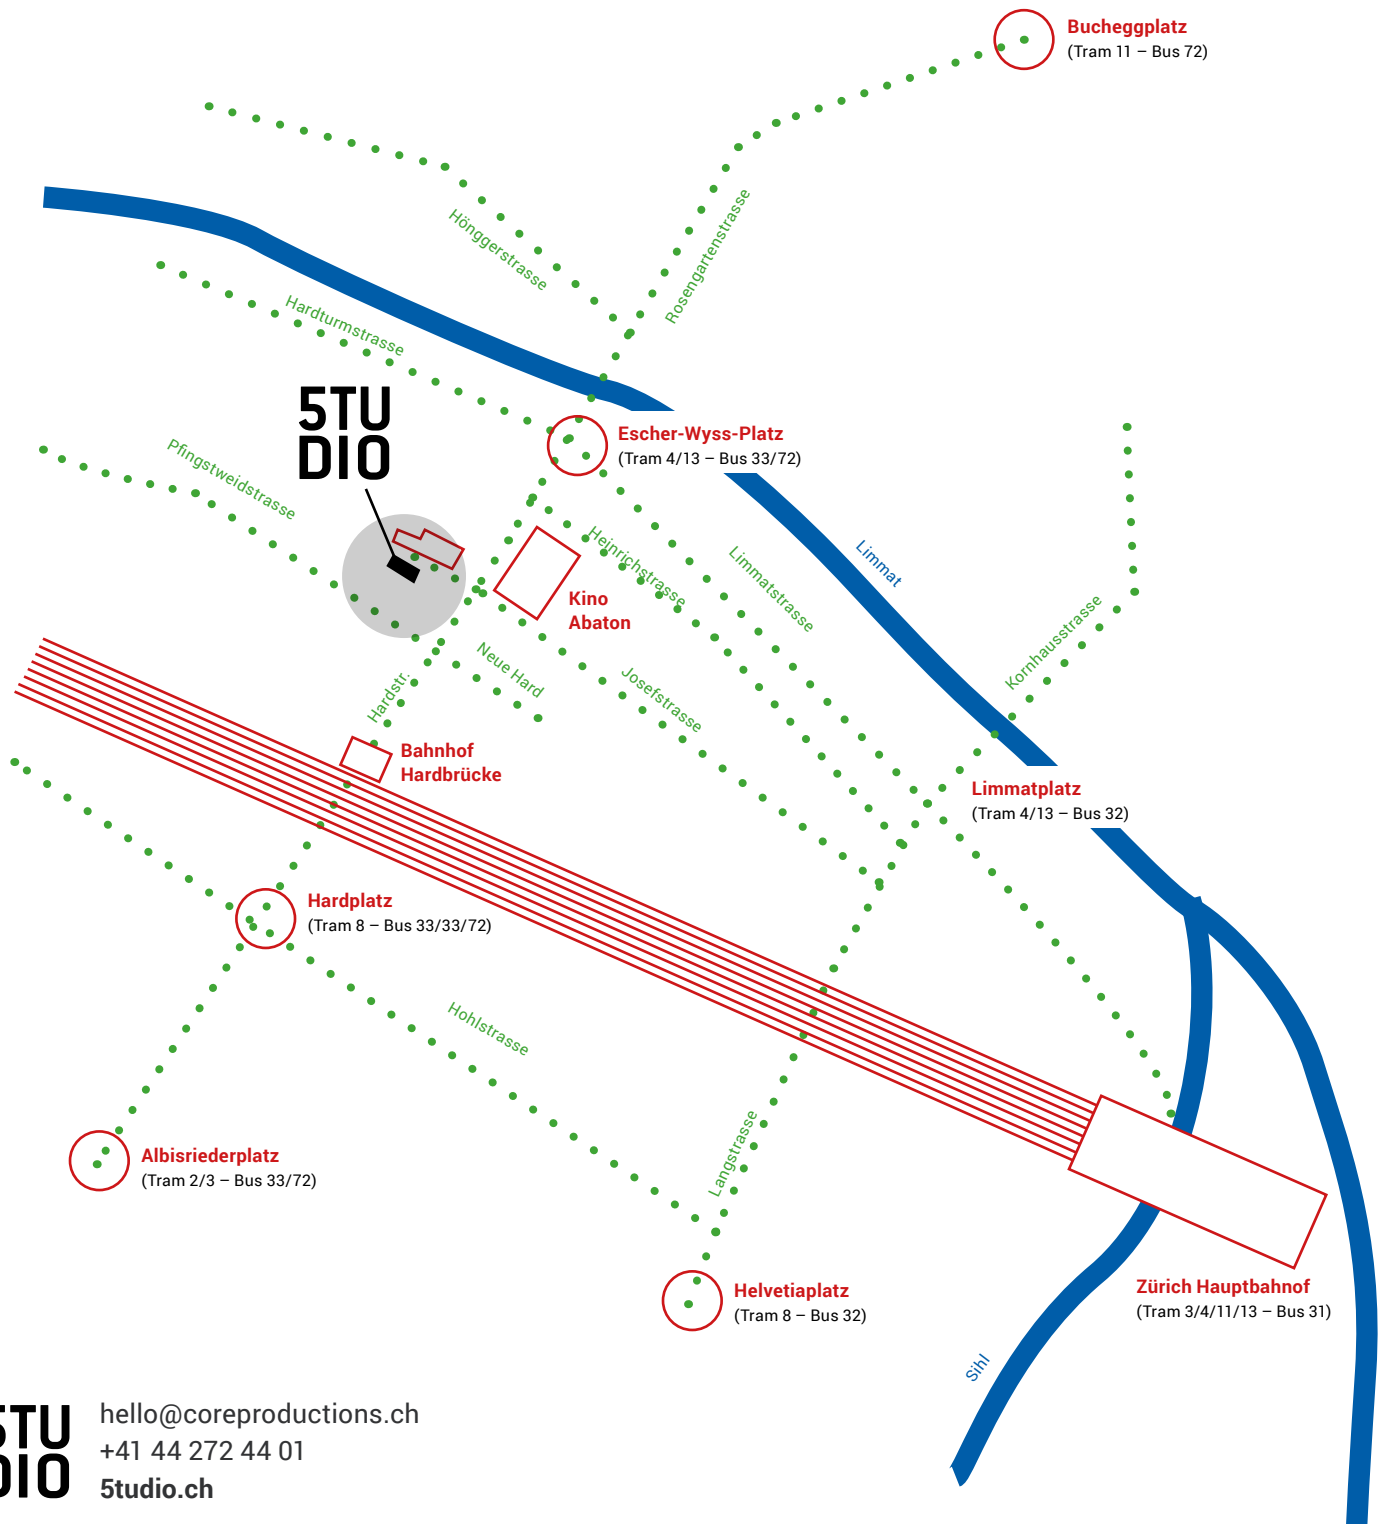 Bucheggplatz
(Tram 11 – Bus 72)
Hönggerstrasse
Rosengartenstrasse
Hardturmstrasse
5TU
DIO
Escher-Wyss-Platz
(Tram 4/13 – Bus 33/72)
Pfingstweidstrasse
Heinrichstrasse
Limmatstrasse
Limmat
Kino
Abaton
Kornhausstrasse
Neue Hard
Josefstrasse
Hardstr.
Bahnhof
Hardbrücke
Limmatplatz
(Tram 4/13 – Bus 32)
Hardplatz
(Tram 8 – Bus 33/33/72)
Hohlstrasse
Langstrasse
Albisriederplatz
(Tram 2/3 – Bus 33/72)
Helvetiaplatz
(Tram 8 – Bus 32)
Zürich Hauptbahnof
(Tram 3/4/11/13 – Bus 31)
Sihl
5TU
DIO
hello@coreproductions.ch
+41 44 272 44 01
5tudio.ch